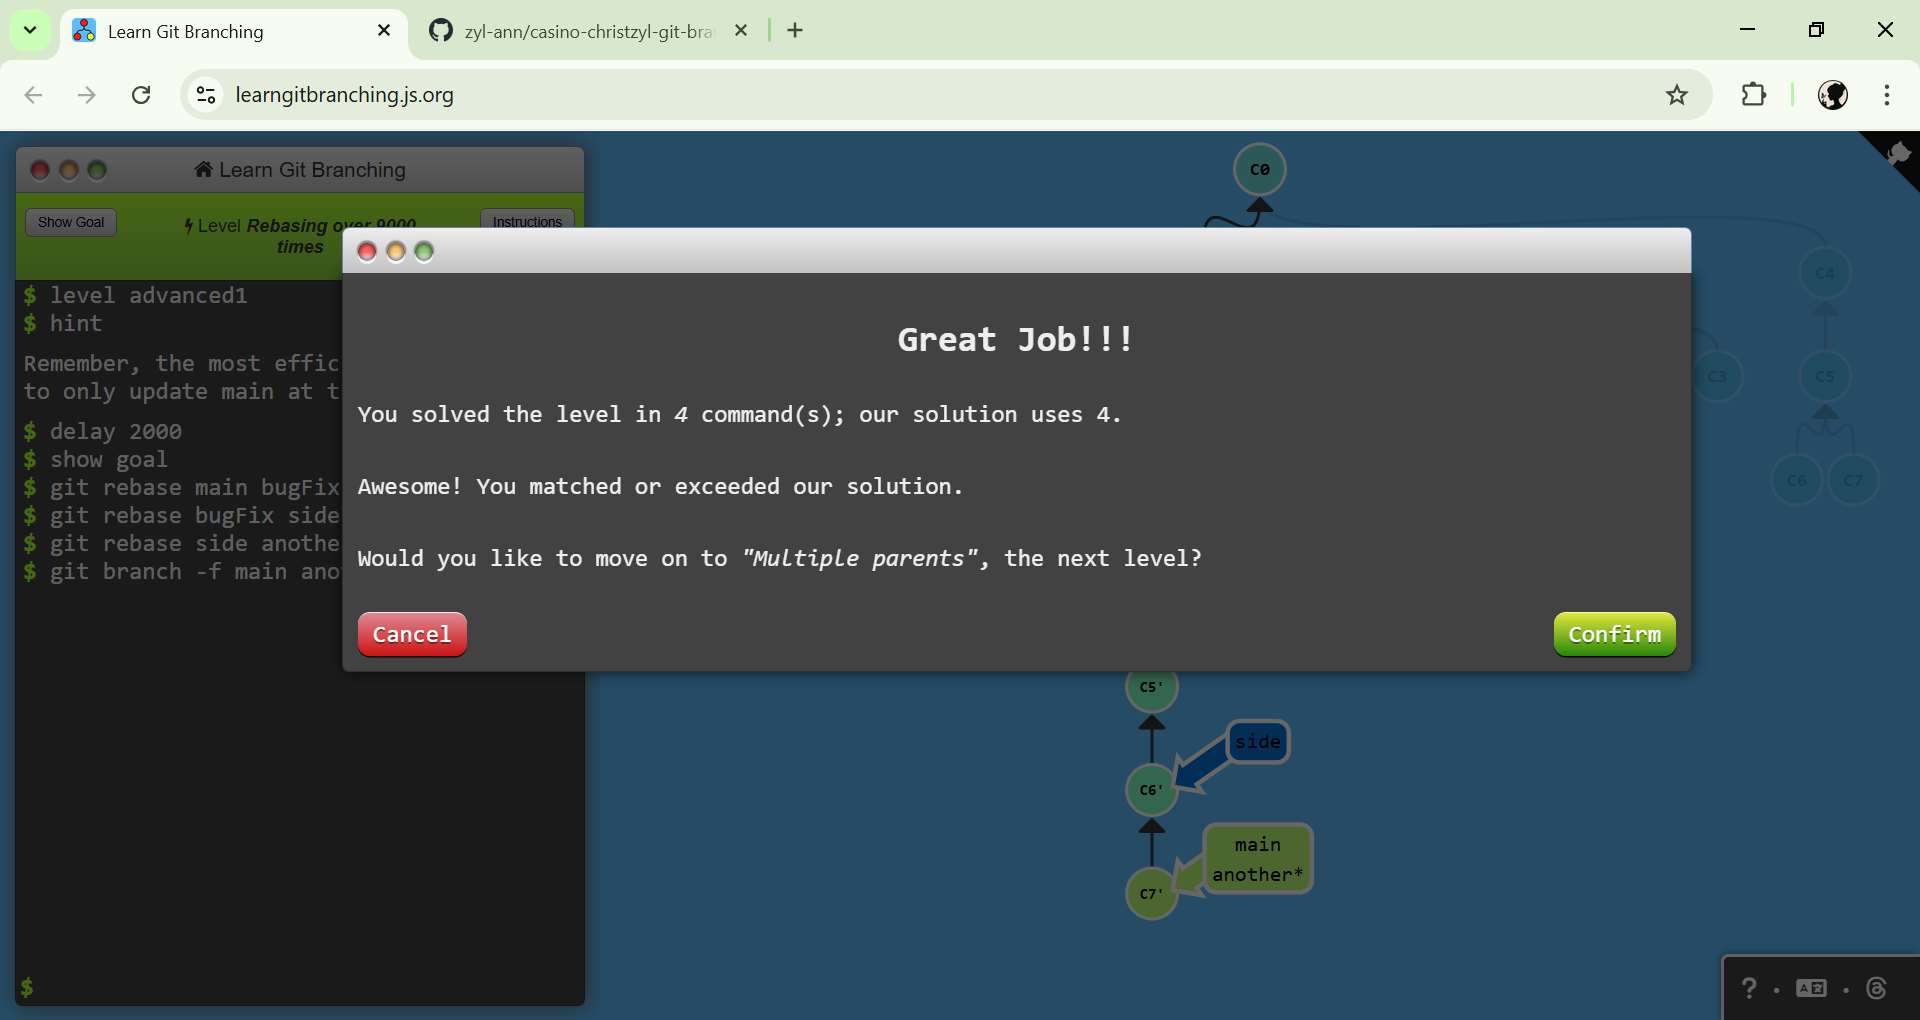 Learn Git Branching
zyl-ann/casino-christzyl-git-bra
learngitbranching.js.org
Learn Git Branching
Show Goal
Level Rebasing over 9000 times
Instructions
$ level advanced1
$ hint
Remember, the most effic
to only update main at t
$ delay 2000
$ show goal
$ git rebase main bugFix
$ git rebase bugFix side
$ git rebase side anothe
$ git branch -f main ano
$
Great Job!!!
You solved the level in 4 command(s); our solution uses 4.
Awesome! You matched or exceeded our solution.
Would you like to move on to "Multiple parents", the next level?
Cancel
Confirm
C0
C4
C3
C5
C6
C7
C5'
side
C6'
main
another*
C7'